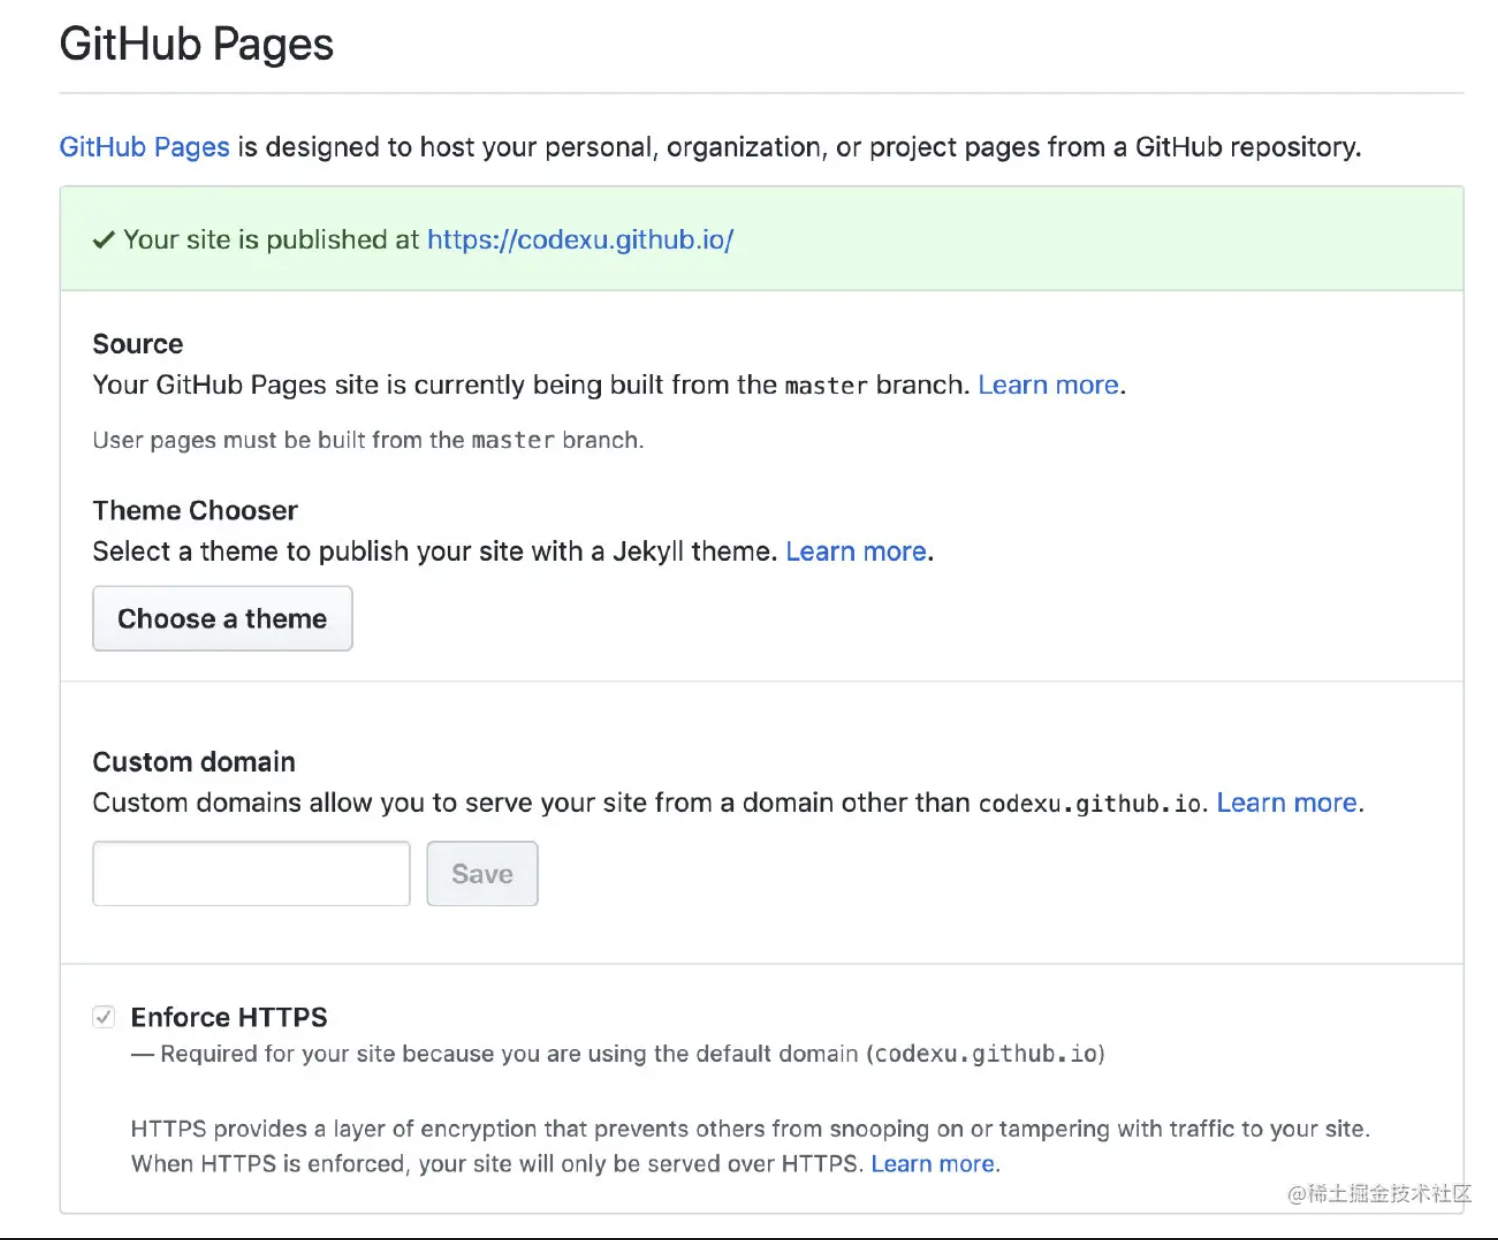 GitHub Pages
GitHub Pages is designed to host your personal, organization, or project pages from a GitHub repository.
Your site is published at https://codexu.github.io/
Source
Your GitHub Pages site is currently being built from the master branch. Learn more.
User pages must be built from the master branch.
Theme Chooser
Select a theme to publish your site with a Jekyll theme. Learn more.
Choose a theme
Custom domain
Custom domains allow you to serve your site from a domain other than codexu.github.io. Learn more.
Save
Enforce HTTPS
— Required for your site because you are using the default domain (codexu.github.io)
HTTPS provides a layer of encryption that prevents others from snooping on or tampering with traffic to your site.
When HTTPS is enforced, your site will only be served over HTTPS. Learn more.
@稀土掘金技术社区